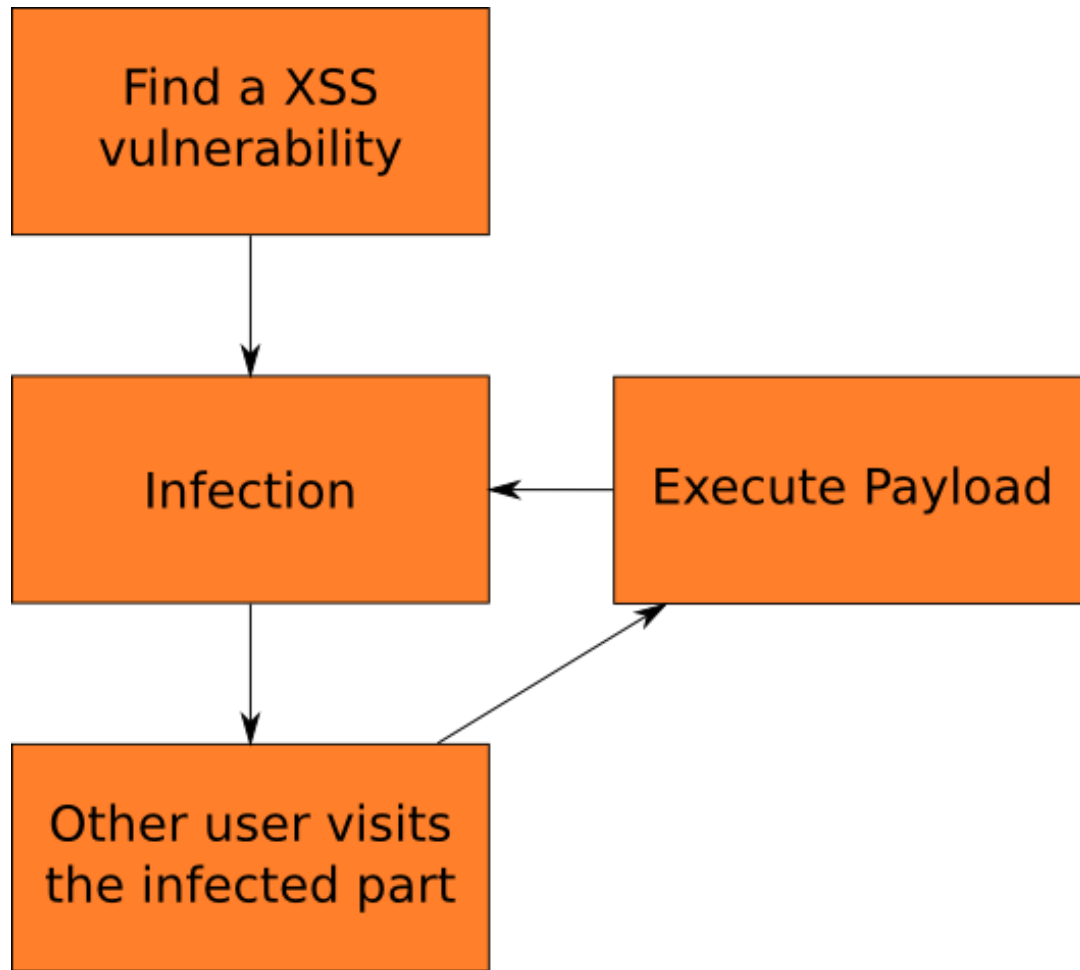 Find a XSS
vulnerability
Infection
Execute Payload
Other user visits
the infected part